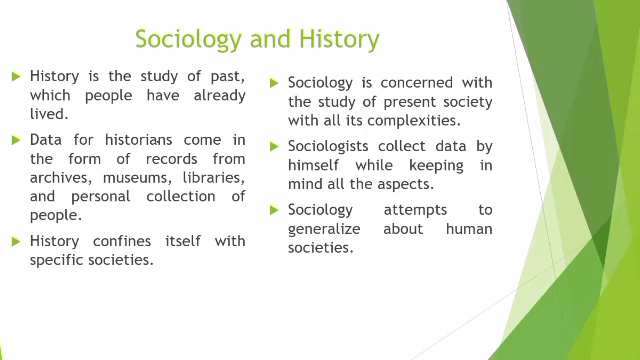 Sociology and History
History is the study of past,
which people have already
lived.
Data for historians come in
the form of records from
archives, museums, libraries,
and personal collection of
people.
History confines itself with
specific societies.
Sociology is concerned with
the study of present society
with all its complexities.
Sociologists collect data by
himself while keeping in
mind all the aspects.
Sociology attempts to
generalize about human
societies.